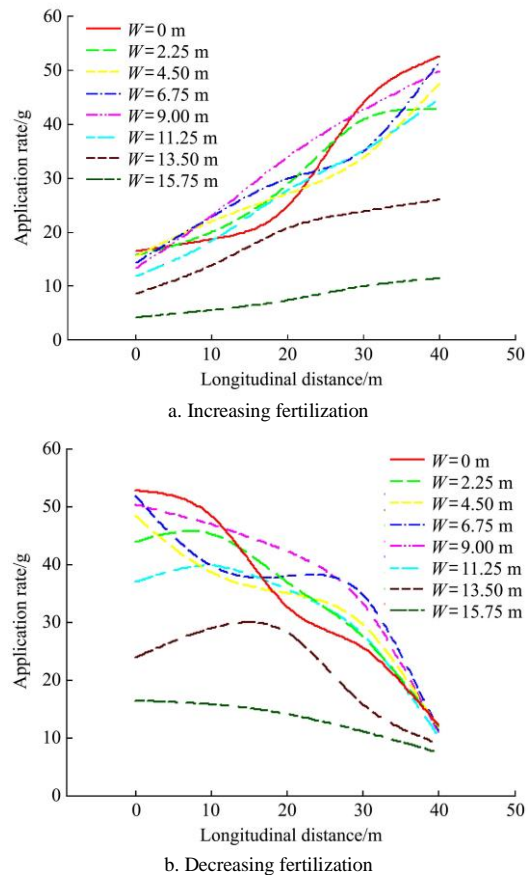 60
50
40
30
20
10
0
Application rate/g
W=0 m
W=2.25 m
W=4.50 m
W=6.75 m
W=9.00 m
W=11.25 m
W=13.50 m
W=15.75 m
0 10 20 30 40 50
Longitudinal distance/m
a. Increasing fertilization
60
50
40
30
20
10
0
Application rate/g
W=0 m
W=2.25 m
W=4.50 m
W=6.75 m
W=9.00 m
W=11.25 m
W=13.50 m
W=15.75 m
0 10 20 30 40 50
Longitudinal distance/m
b. Decreasing fertilization